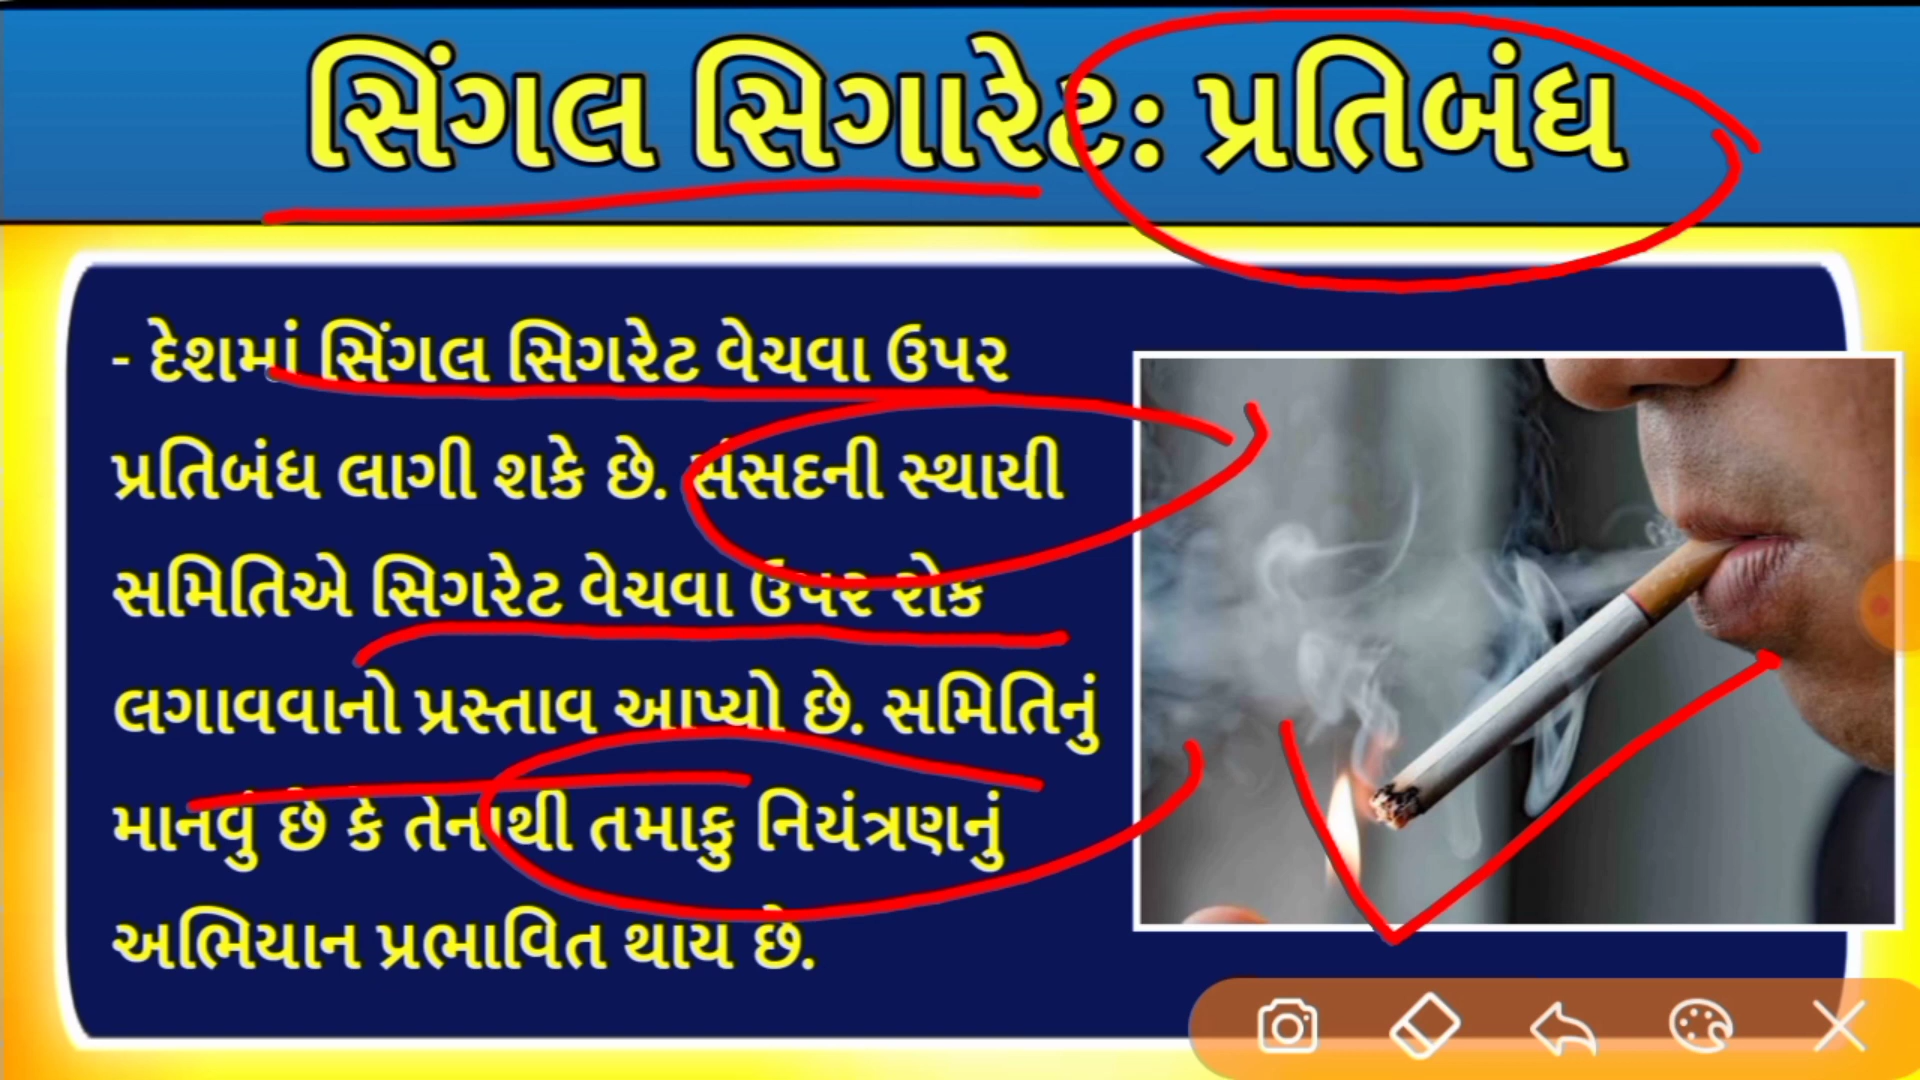 સિંગલ સિગારેટ: પ્રતિબંધ
- દેશમાં સિંગલ સિગરેટ વેચવા ઉપર
પ્રતિબંધ લાગી શકે છે. સંસદની સ્થાયી
સમિતિએ સિગરેટ વેચવા ઉપર રોક
લગાવવાનો પ્રસ્તાવ આપ્યો છે. સમિતિનું
માનવું છે કે તેનાથી તમાકુ નિયંત્રણનું
અભિયાન પ્રભાવિત થાય છે.